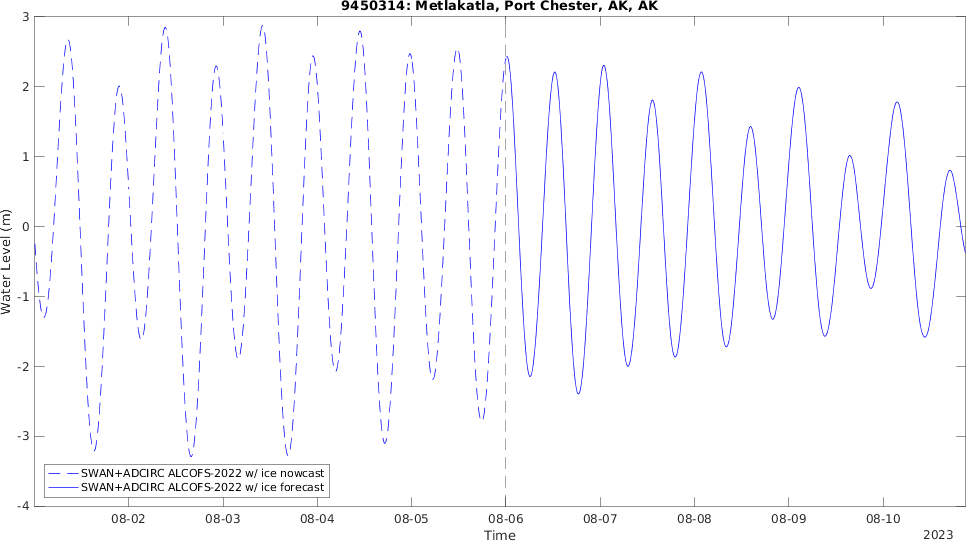 9450314: Metlakatla, Port Chester, AK, AK
3
2
1
0
-1
-2
-3
-4
Water Level (m)
SWAN+ADCIRC ALCOFS-2022 w/ ice nowcast
SWAN+ADCIRC ALCOFS-2022 w/ ice forecast
08-02 08-03 08-04 08-05 08-06 08-07 08-08 08-09 08-10
Time
2023